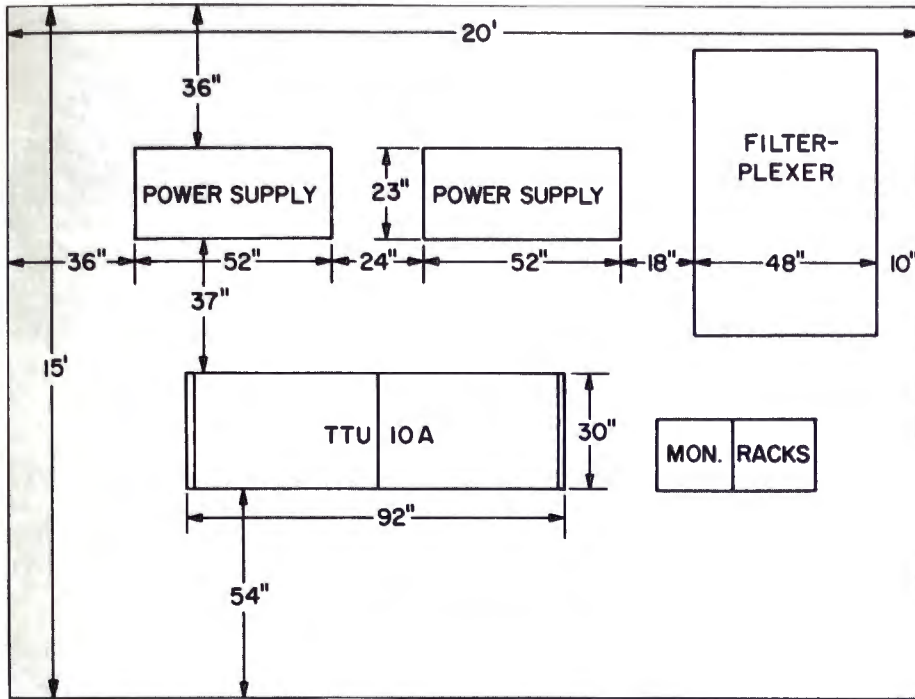 20'
36"
FILTER-
PLEXER
POWER SUPPLY
23"
POWER SUPPLY
36"
52"
24"
52"
18"
48"
10"
37"
15'
TTU 10A
30"
MON. RACKS
92"
54"